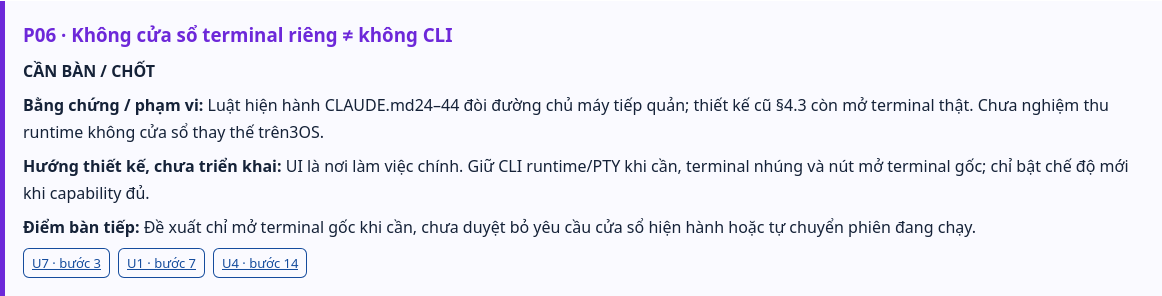 P06 · Không cửa sổ terminal riêng ≠ không CLI
CẦN BÀN / CHỐT
Bằng chứng / phạm vi: Luật hiện hành CLAUDE.md24–44 đòi đường chủ máy tiếp quản; thiết kế cũ §4.3 còn mở terminal thật. Chưa nghiệm thu
runtime không cửa sổ thay thế trên3OS.
Hướng thiết kế, chưa triển khai: UI là nơi làm việc chính. Giữ CLI runtime/PTY khi cần, terminal nhúng và nút mở terminal gốc; chỉ bật chế độ mới
khi capability đủ.
Điểm bàn tiếp: Đề xuất chỉ mở terminal gốc khi cần, chưa duyệt bỏ yêu cầu cửa sổ hiện hành hoặc tự chuyển phiên đang chạy.
U7 · bước 3 U1 · bước 7 U4 · bước 14